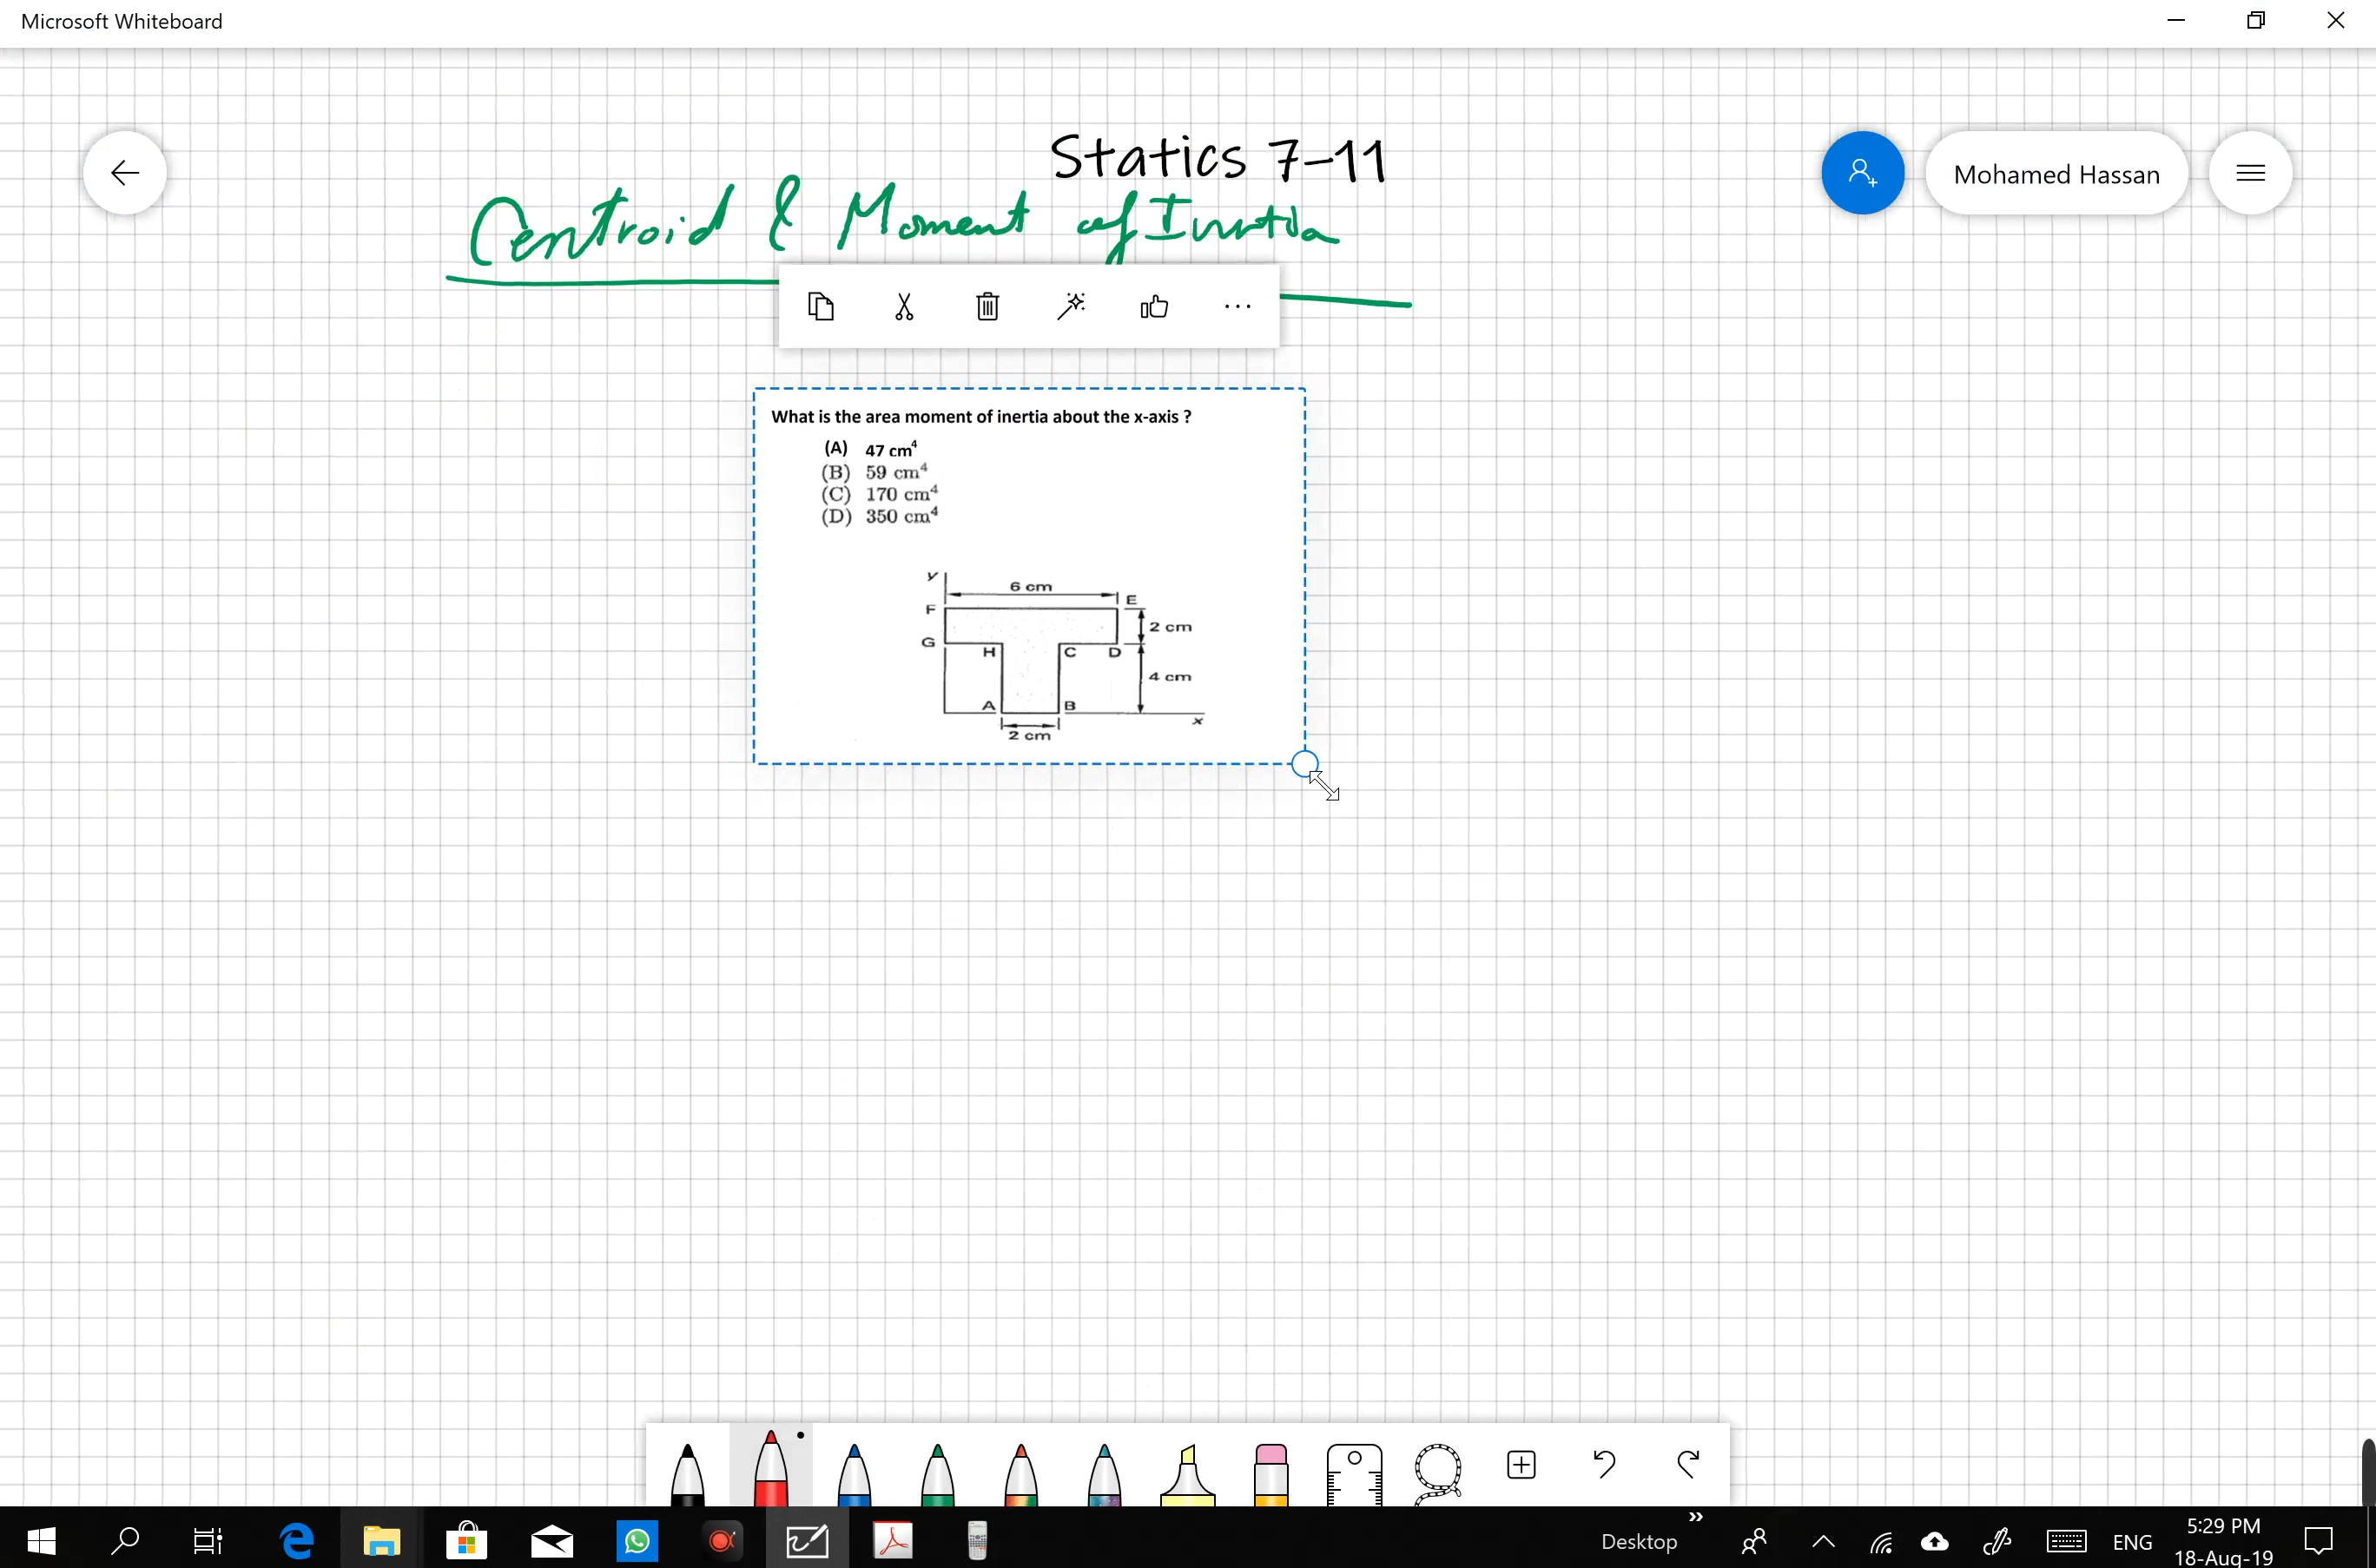 Microsoft Whiteboard
Statics 7-11
Mohamed Hassan
Centroid & Moment of Inertia
What is the area moment of inertia about the x-axis ?
(A) 47 cm⁴
(B) 59 cm⁴
(C) 170 cm⁴
(D) 350 cm⁴
y
6 cm
F
E
2 cm
G
H
C
D
4 cm
A
B
x
2 cm
Desktop
ENG
5:29 PM
18-Aug-19